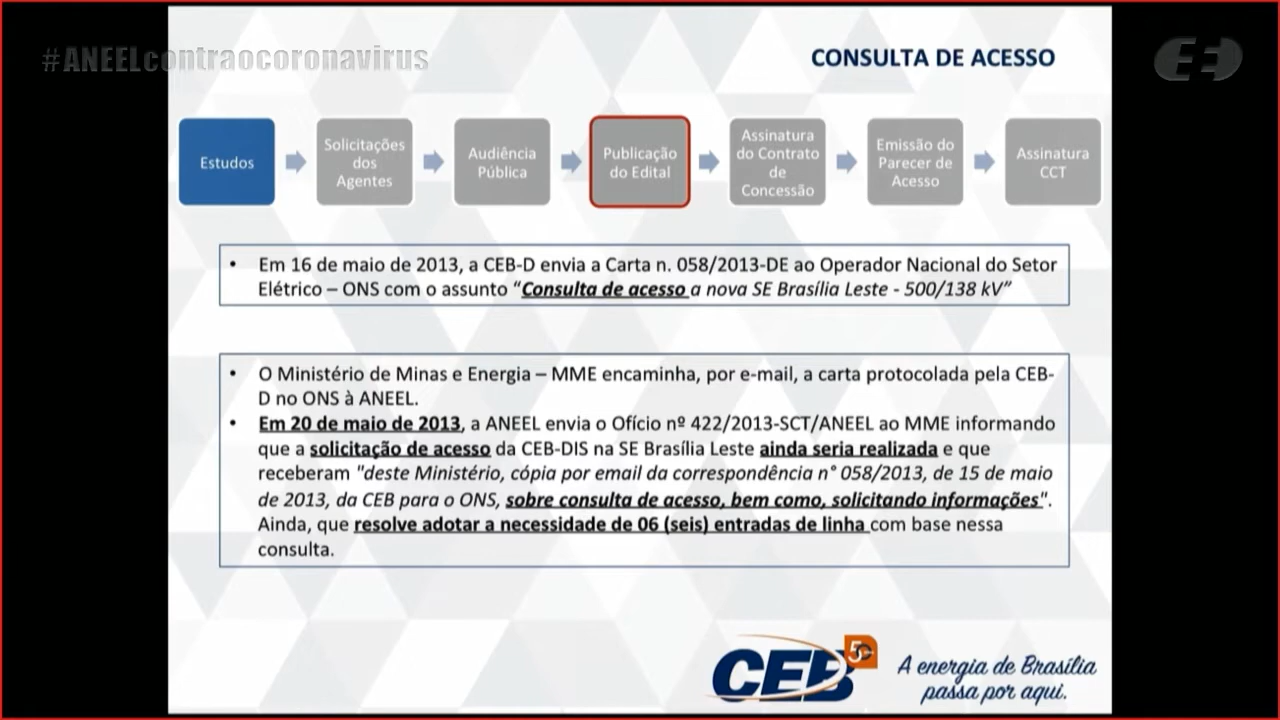 #ANEELcontraocoronavirus
CONSULTA DE ACESSO
Estudos
Solicitações
dos
Agentes
Audiência
Pública
Publicação
do Edital
Assinatura
do Contrato
de
Concessão
Emissão do
Parecer de
Acesso
Assinatura
CCT
• Em 16 de maio de 2013, a CEB-D envia a Carta n. 058/2013-DE ao Operador Nacional do Setor
Elétrico – ONS com o assunto “Consulta de acesso a nova SE Brasília Leste - 500/138 kV”
• O Ministério de Minas e Energia – MME encaminha, por e-mail, a carta protocolada pela CEB-
D no ONS à ANEEL.
• Em 20 de maio de 2013, a ANEEL envia o Ofício nº 422/2013-SCT/ANEEL ao MME informando
que a solicitação de acesso da CEB-DIS na SE Brasília Leste ainda seria realizada e que
receberam "deste Ministério, cópia por email da correspondência n° 058/2013, de 15 de maio
de 2013, da CEB para o ONS, sobre consulta de acesso, bem como, solicitando informações".
Ainda, que resolve adotar a necessidade de 06 (seis) entradas de linha com base nessa
consulta.
CEB
50
A energia de Brasília
passa por aqui.